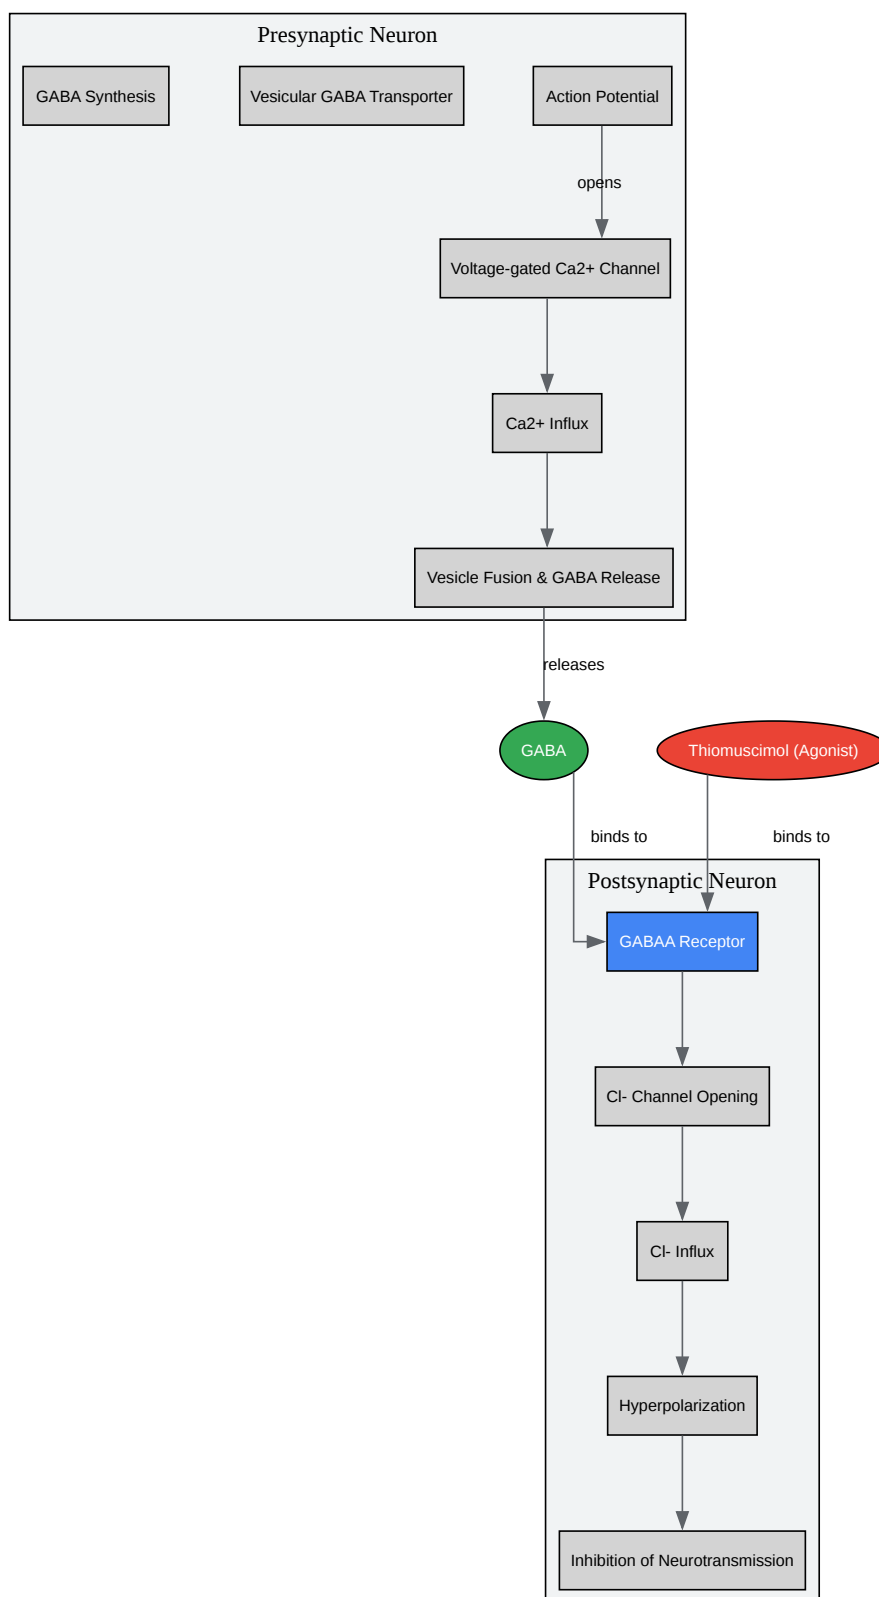 Presynaptic Neuron
GABA Synthesis
Vesicular GABA Transporter
Action Potential
opens
Voltage-gated Ca2+ Channel
Ca2+ Influx
Vesicle Fusion & GABA Release
releases
GABA
Thiomuscimol (Agonist)
binds to
binds to
Postsynaptic Neuron
GABAA Receptor
Cl- Channel Opening
Cl- Influx
Hyperpolarization
Inhibition of Neurotransmission